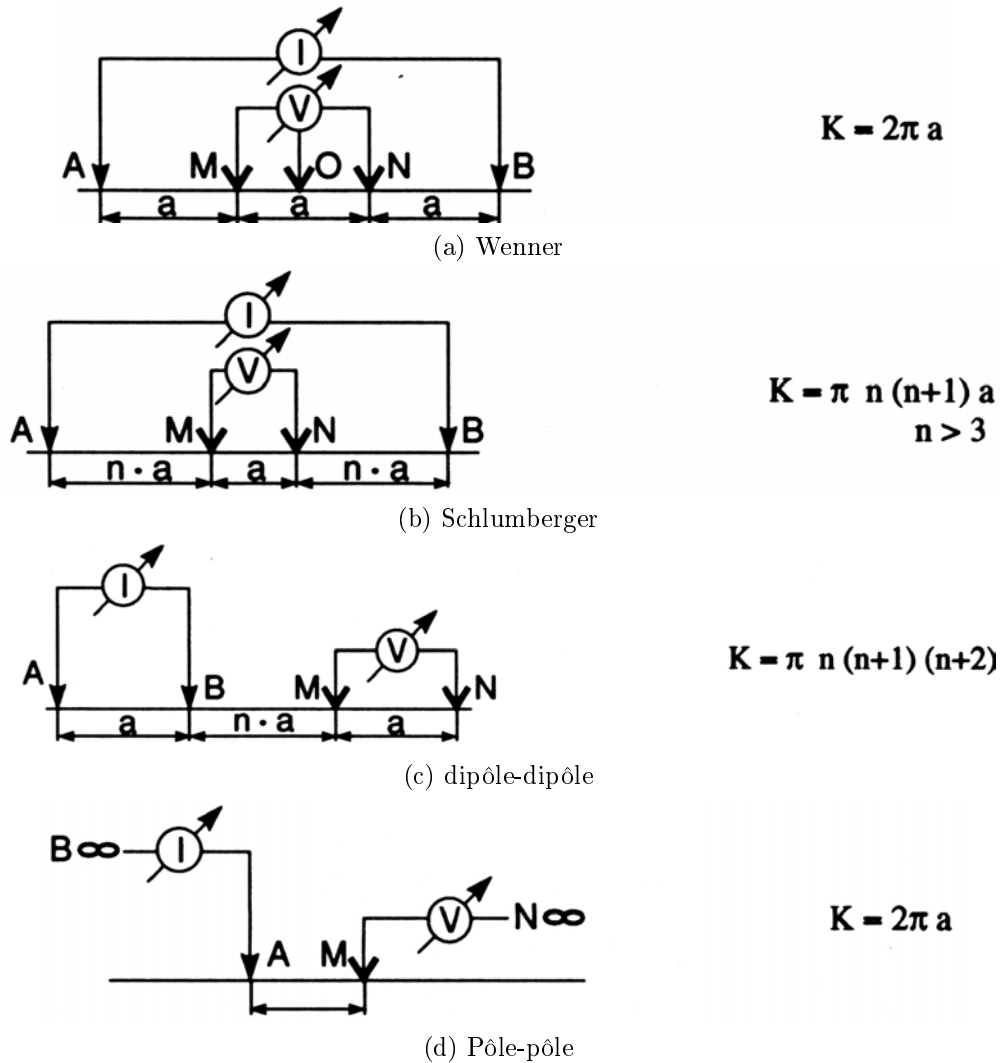 I
V
A M O N B
a a a
K = 2π a
(a) Wenner
I
V
A M N B
n · a a n · a
K = π n (n+1) a
n > 3
(b) Schlumberger
I
V
A B M N
a n · a a
K = π n (n+1) (n+2)
(c) dipôle-dipôle
B ∞ I
V N ∞
A M
K = 2π a
(d) Pôle-pôle